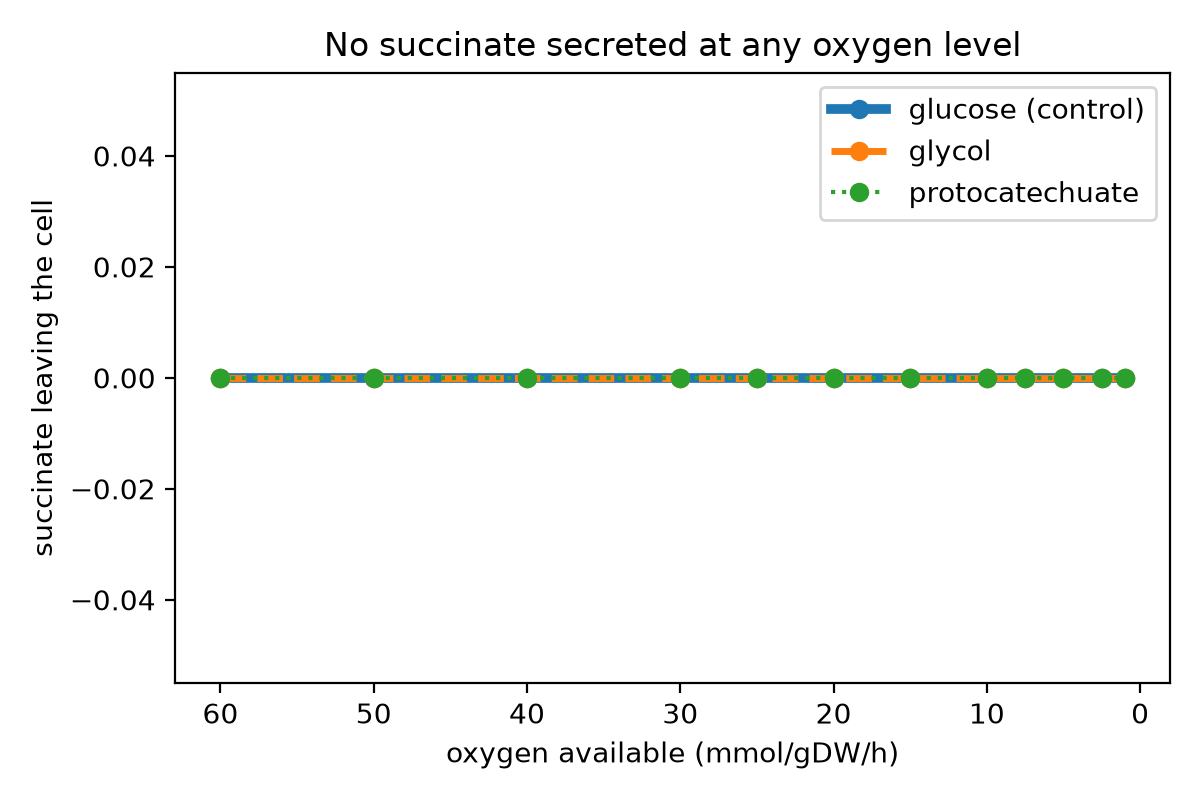 No succinate secreted at any oxygen level
glucose (control)
glycol
protocatechuate
succinate leaving the cell
0.04
0.02
0.00
−0.02
−0.04
60 50 40 30 20 10 0
oxygen available (mmol/gDW/h)